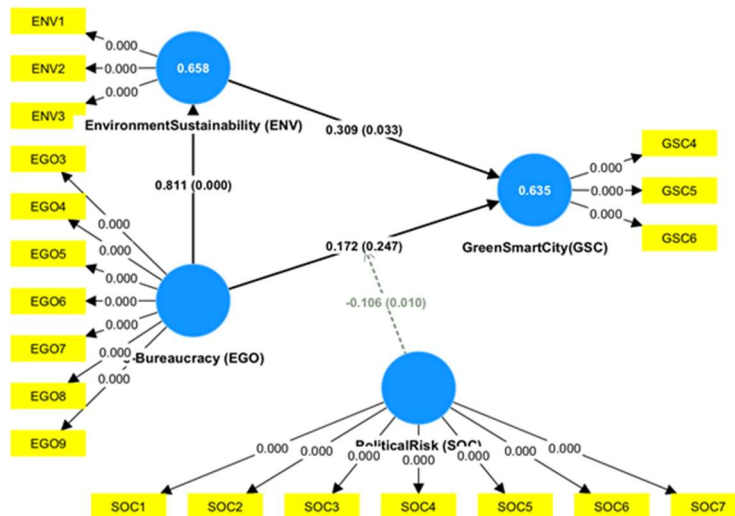 ENV1
0.000
ENV2
0.000
0.658
ENV3
0.000
EnvironmentSustainability (ENV)
0.309 (0.033)
GSC4
0.000
GSC5
0.000
0.635
GSC6
0.000
GreenSmartCity(GSC)
0.811 (0.000)
0.172 (0.247)
-0.106 (0.010)
EGO3
0.000
EGO4
0.000
EGO5
0.000
EGO6
0.000
EGO7
0.000
EGO8
0.000
EGO9
0.000
-Bureaucracy (EGO)
PoliticalRisk (SOC)
0.000
0.000
0.000
0.000
0.000
0.000
0.000
SOC1
SOC2
SOC3
SOC4
SOC5
SOC6
SOC7